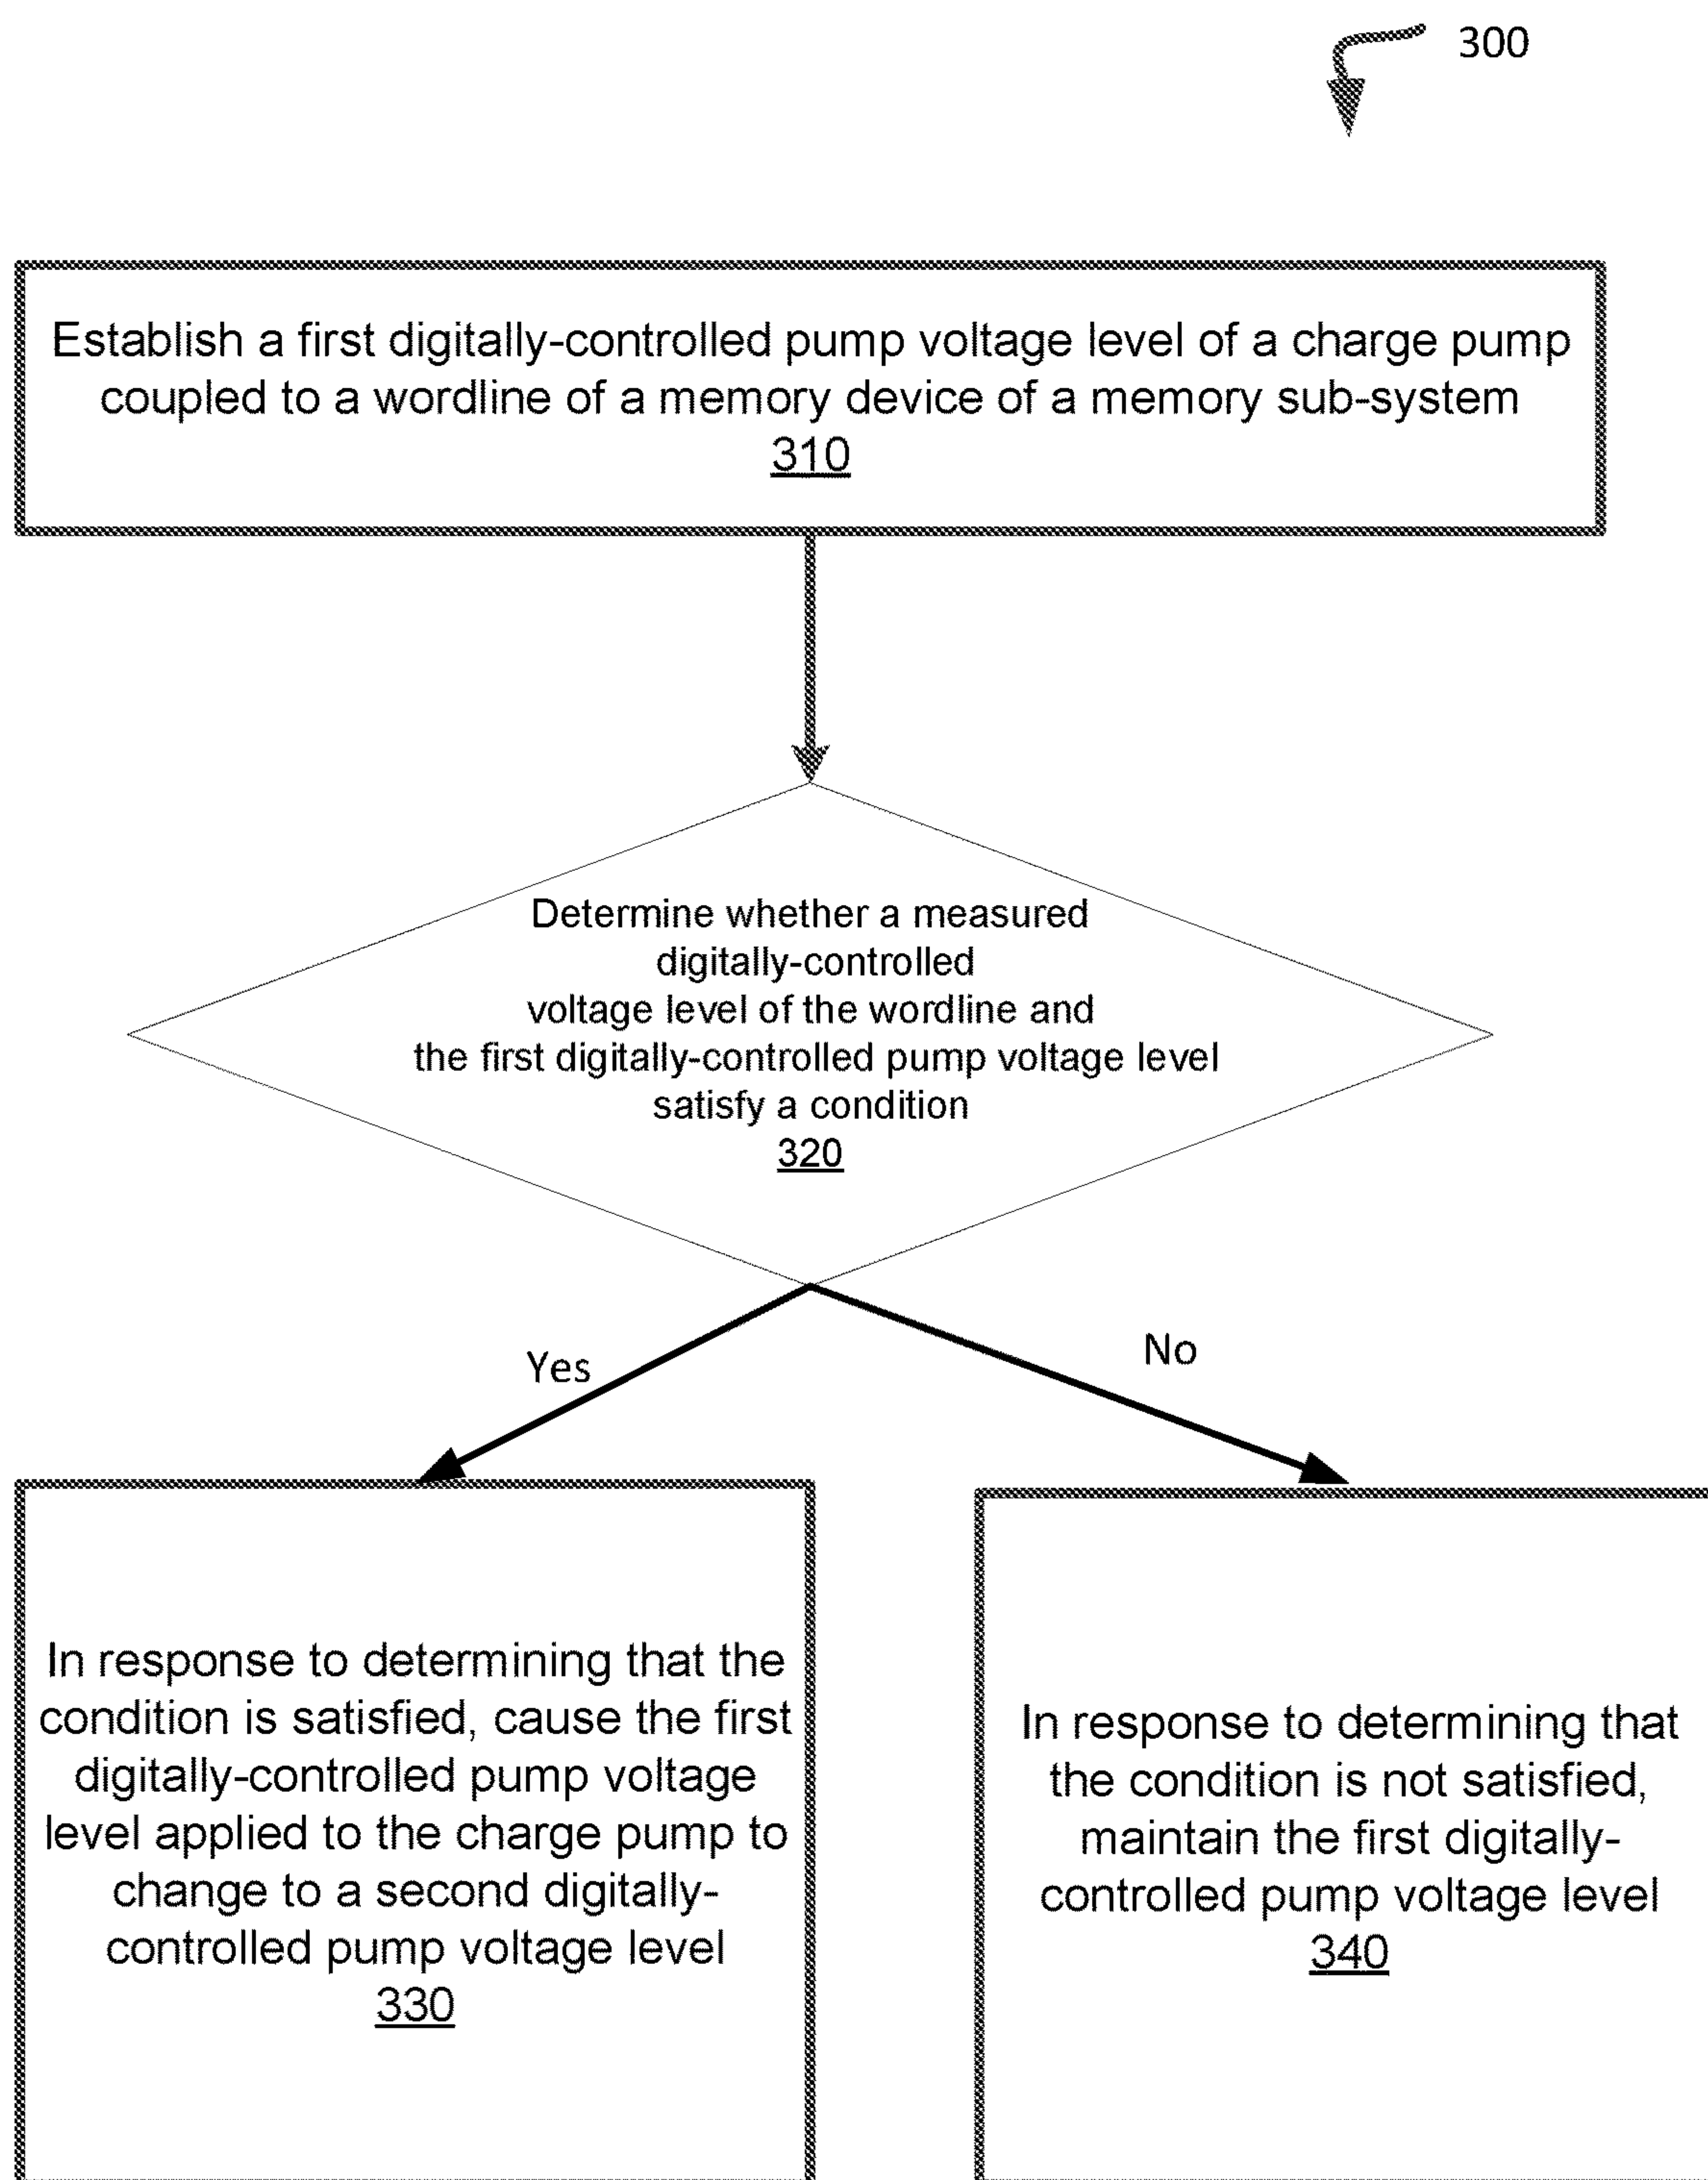 300
Establish a first digitally-controlled pump voltage level of a charge pump
coupled to a wordline of a memory device of a memory sub-system
310
Determine whether a measured
digitally-controlled
voltage level of the wordline and
the first digitally-controlled pump voltage level
satisfy a condition
320
Yes
No
In response to determining that the
condition is satisfied, cause the first
digitally-controlled pump voltage
level applied to the charge pump to
change to a second digitally-
controlled pump voltage level
330
In response to determining that
the condition is not satisfied,
maintain the first digitally-
controlled pump voltage level
340